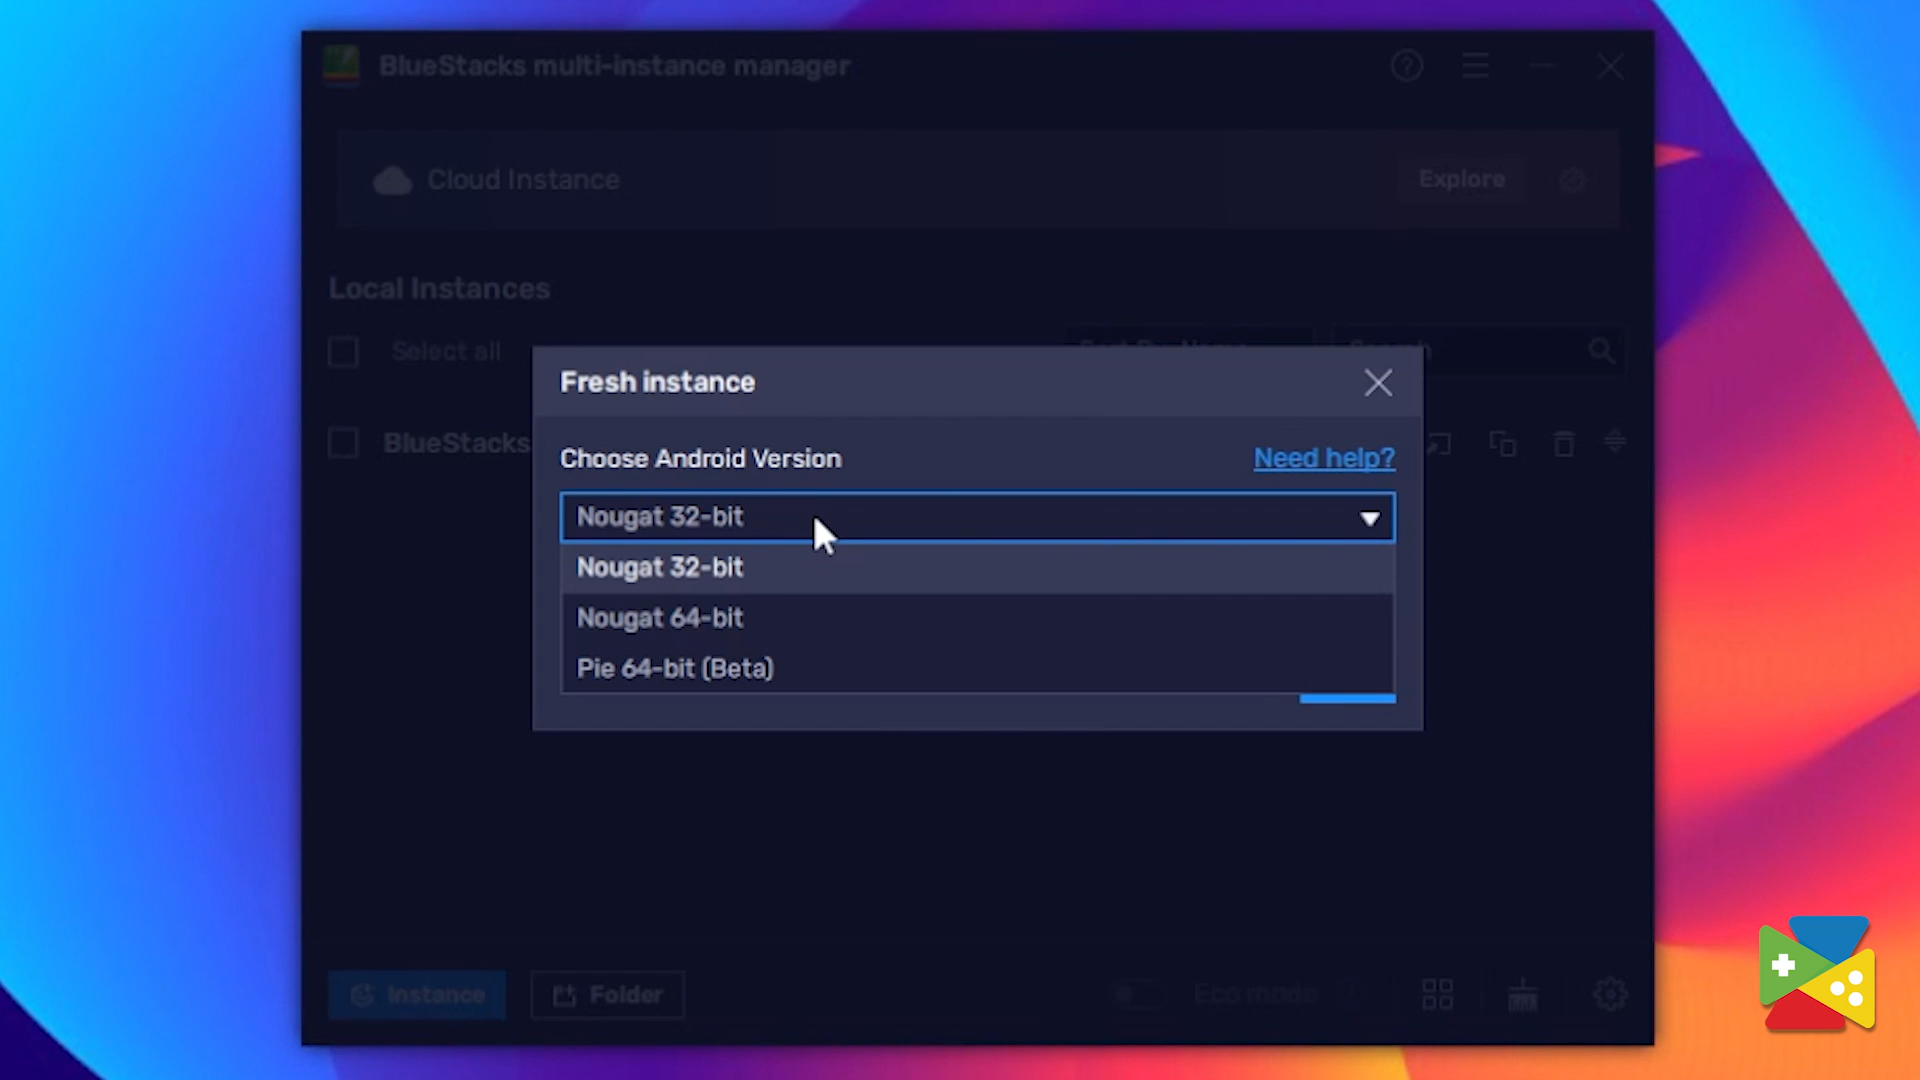 BlueStacks multi-instance manager
Cloud Instance
Explore
Local Instances
Select all
Fresh instance
BlueStacks
Choose Android Version
Need help?
Nougat 32-bit
Nougat 32-bit
Nougat 64-bit
Pie 64-bit (Beta)
Instance
Folder
Eco mode